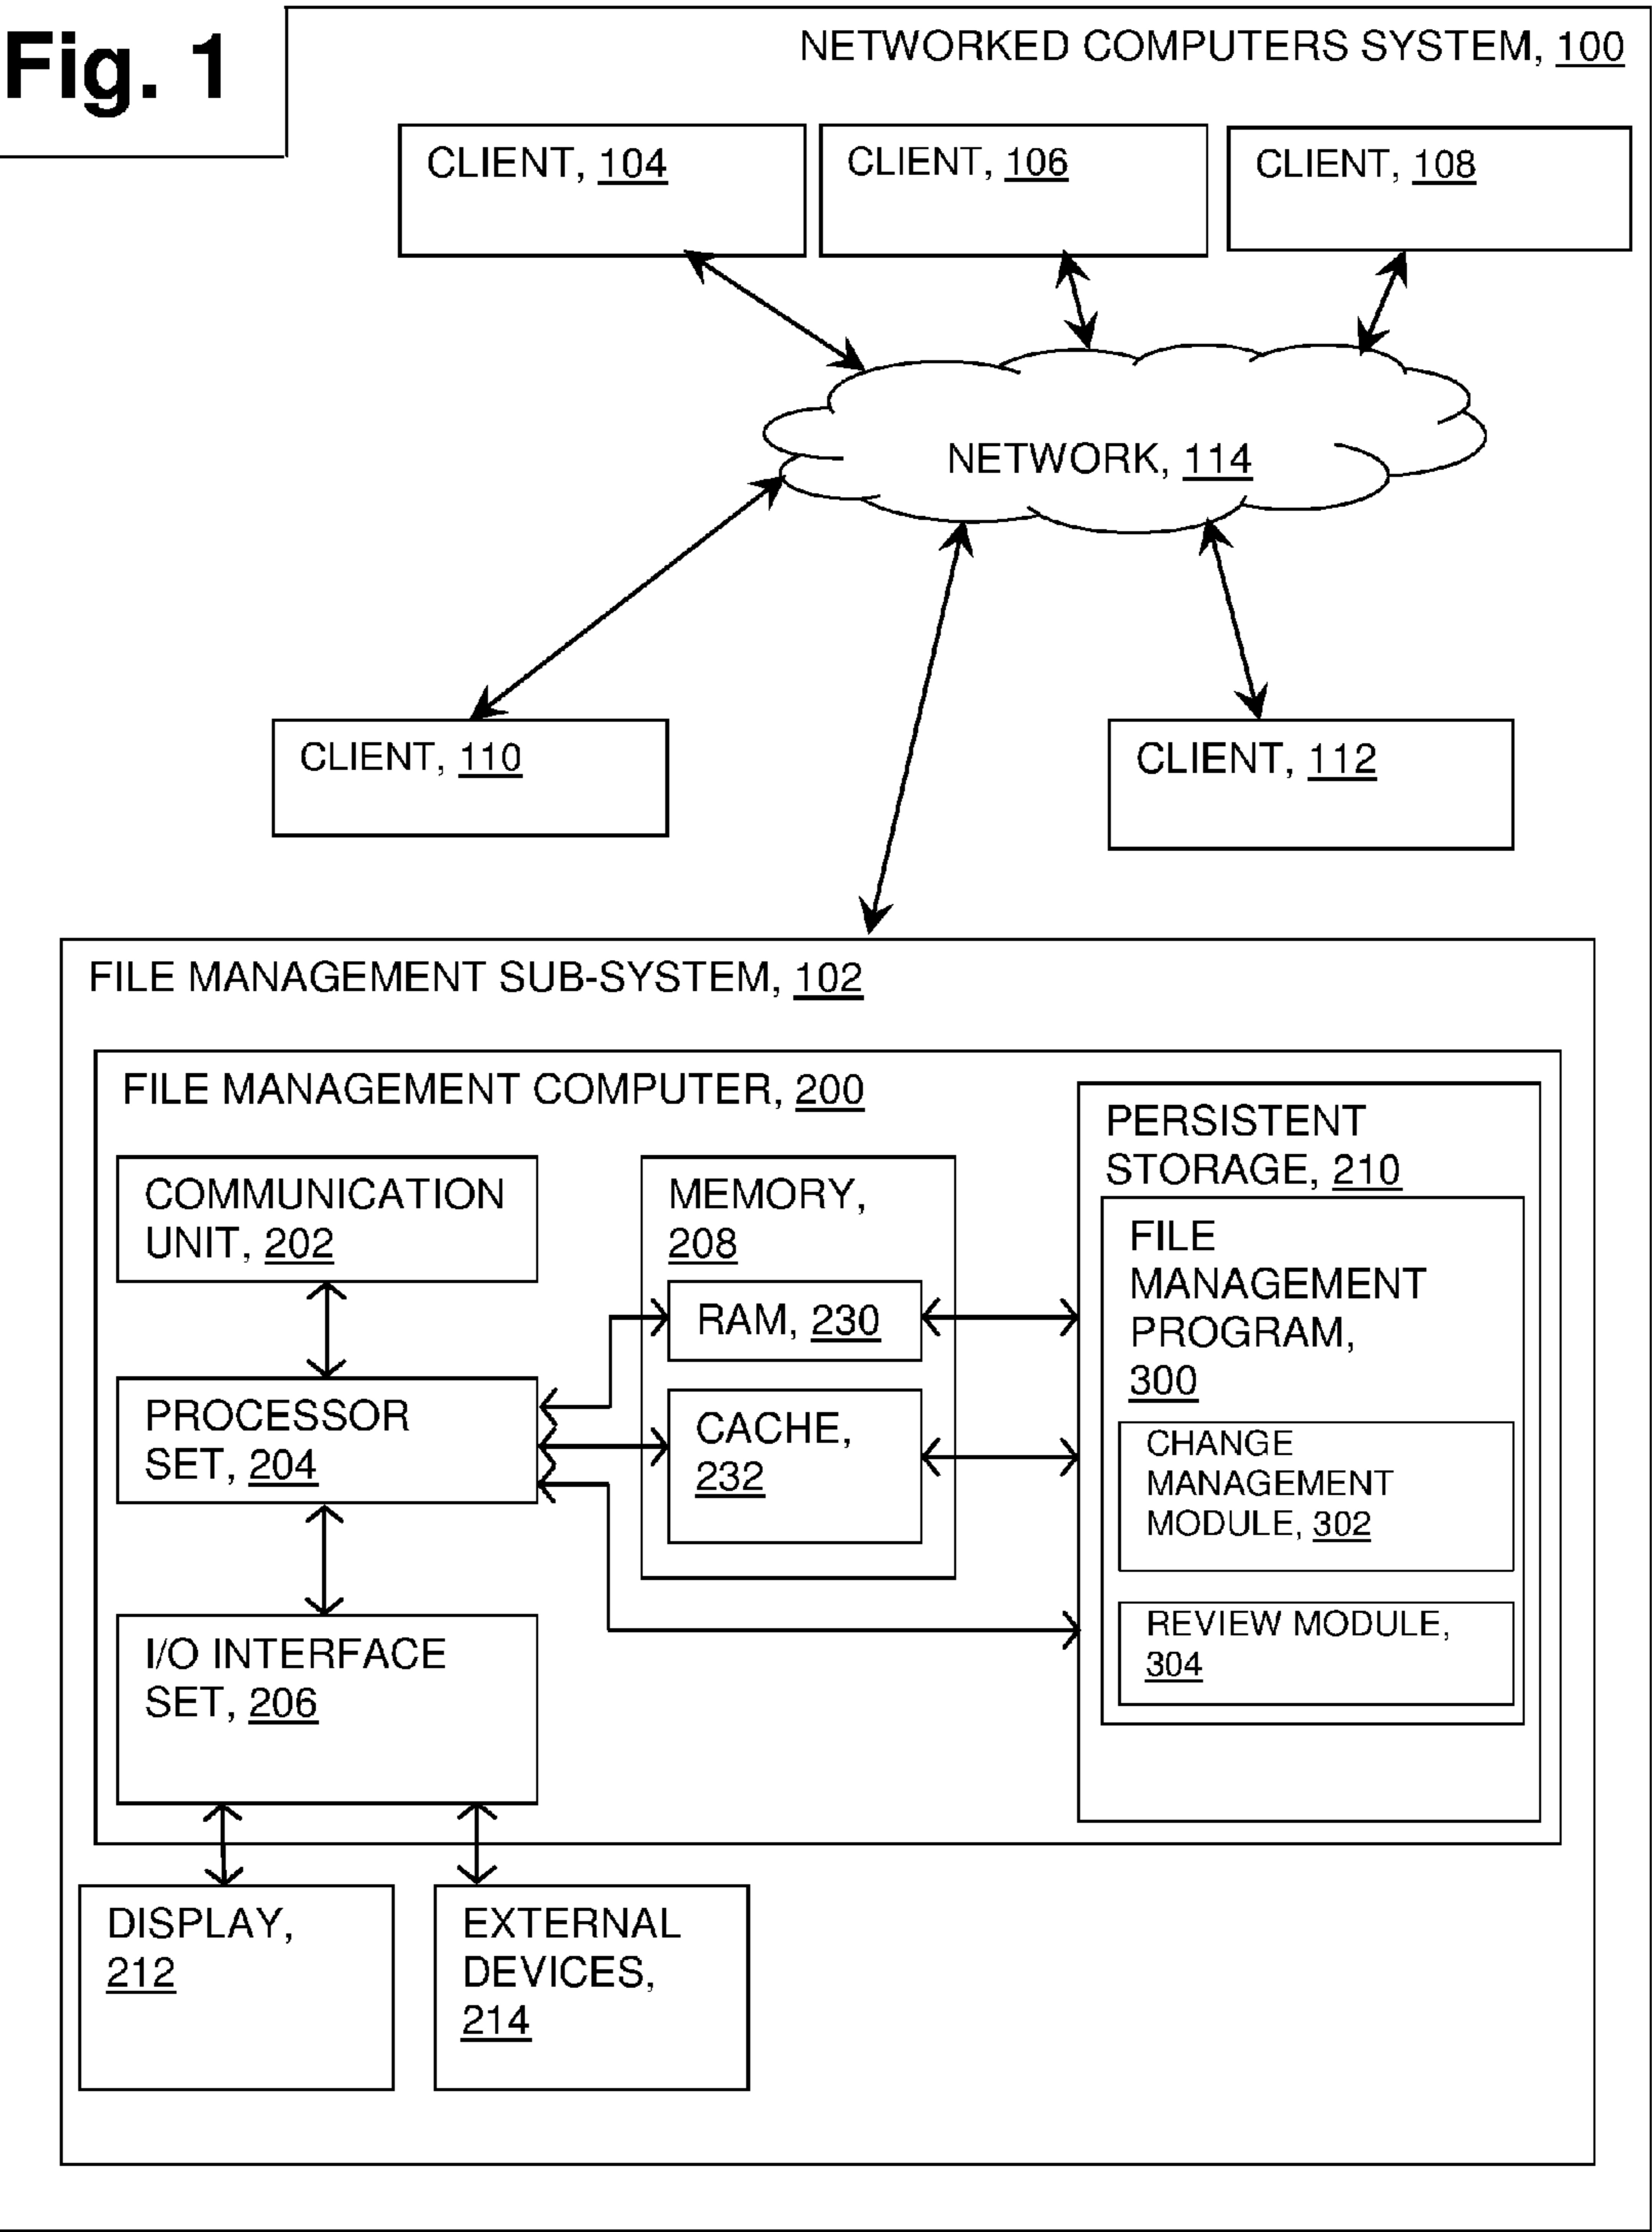 Fig. 1
NETWORKED COMPUTERS SYSTEM, 100
CLIENT, 104
CLIENT, 106
CLIENT, 108
NETWORK, 114
CLIENT, 110
CLIENT, 112
FILE MANAGEMENT SUB-SYSTEM, 102
FILE MANAGEMENT COMPUTER, 200
COMMUNICATION
UNIT, 202
PROCESSOR
SET, 204
I/O INTERFACE
SET, 206
MEMORY,
208
RAM, 230
CACHE,
232
PERSISTENT
STORAGE, 210
FILE
MANAGEMENT
PROGRAM,
300
CHANGE
MANAGEMENT
MODULE, 302
REVIEW MODULE,
304
DISPLAY,
212
EXTERNAL
DEVICES,
214